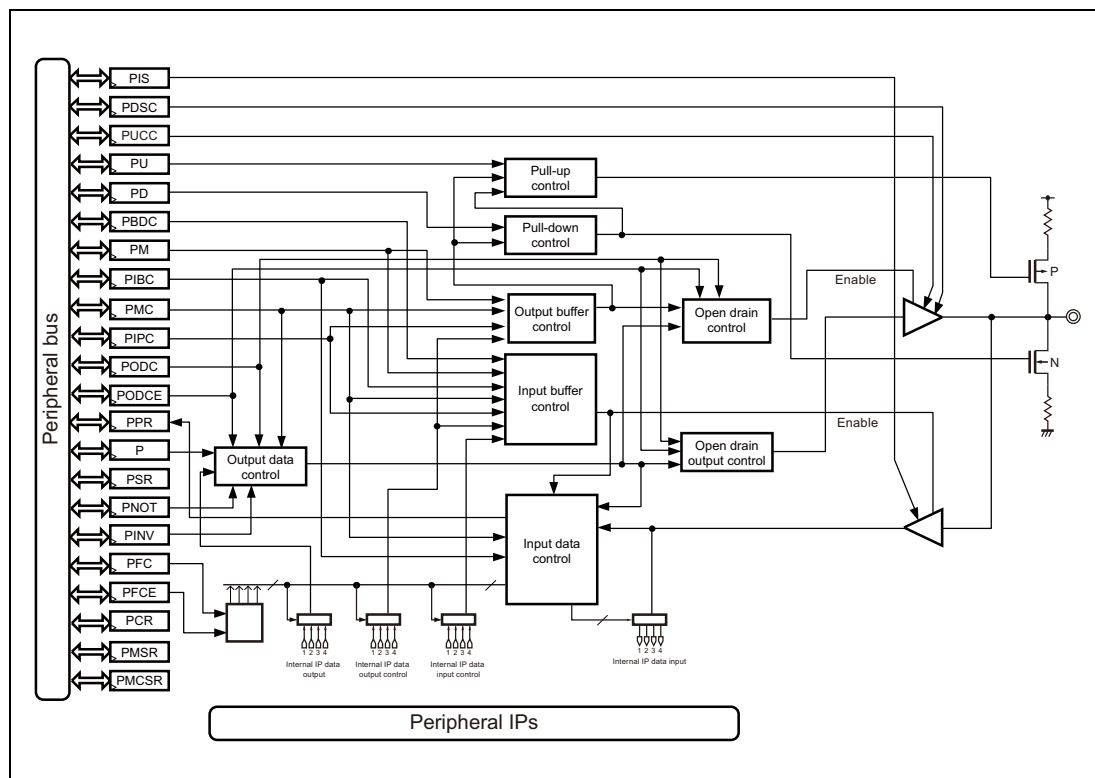 Peripheral bus
PIS
PDSC
PUCC
PU
PD
PBDC
PM
PIBC
PMC
PIPC
PODC
PODCE
PPR
P
PSR
PNOT
PINV
PFC
PFCE
PCR
PMSR
PMCSR
Pull-up
control
Pull-down
control
Output buffer
control
Open drain
control
Enable
P
N
Input buffer
control
Enable
Open drain
output control
Output data
control
Input data
control
1 2 3 4
Internal IP data
output
1 2 3 4
Internal IP data
output control
1 2 3 4
Internal IP data
input control
1 2 3 4
Internal IP data input
Peripheral IPs